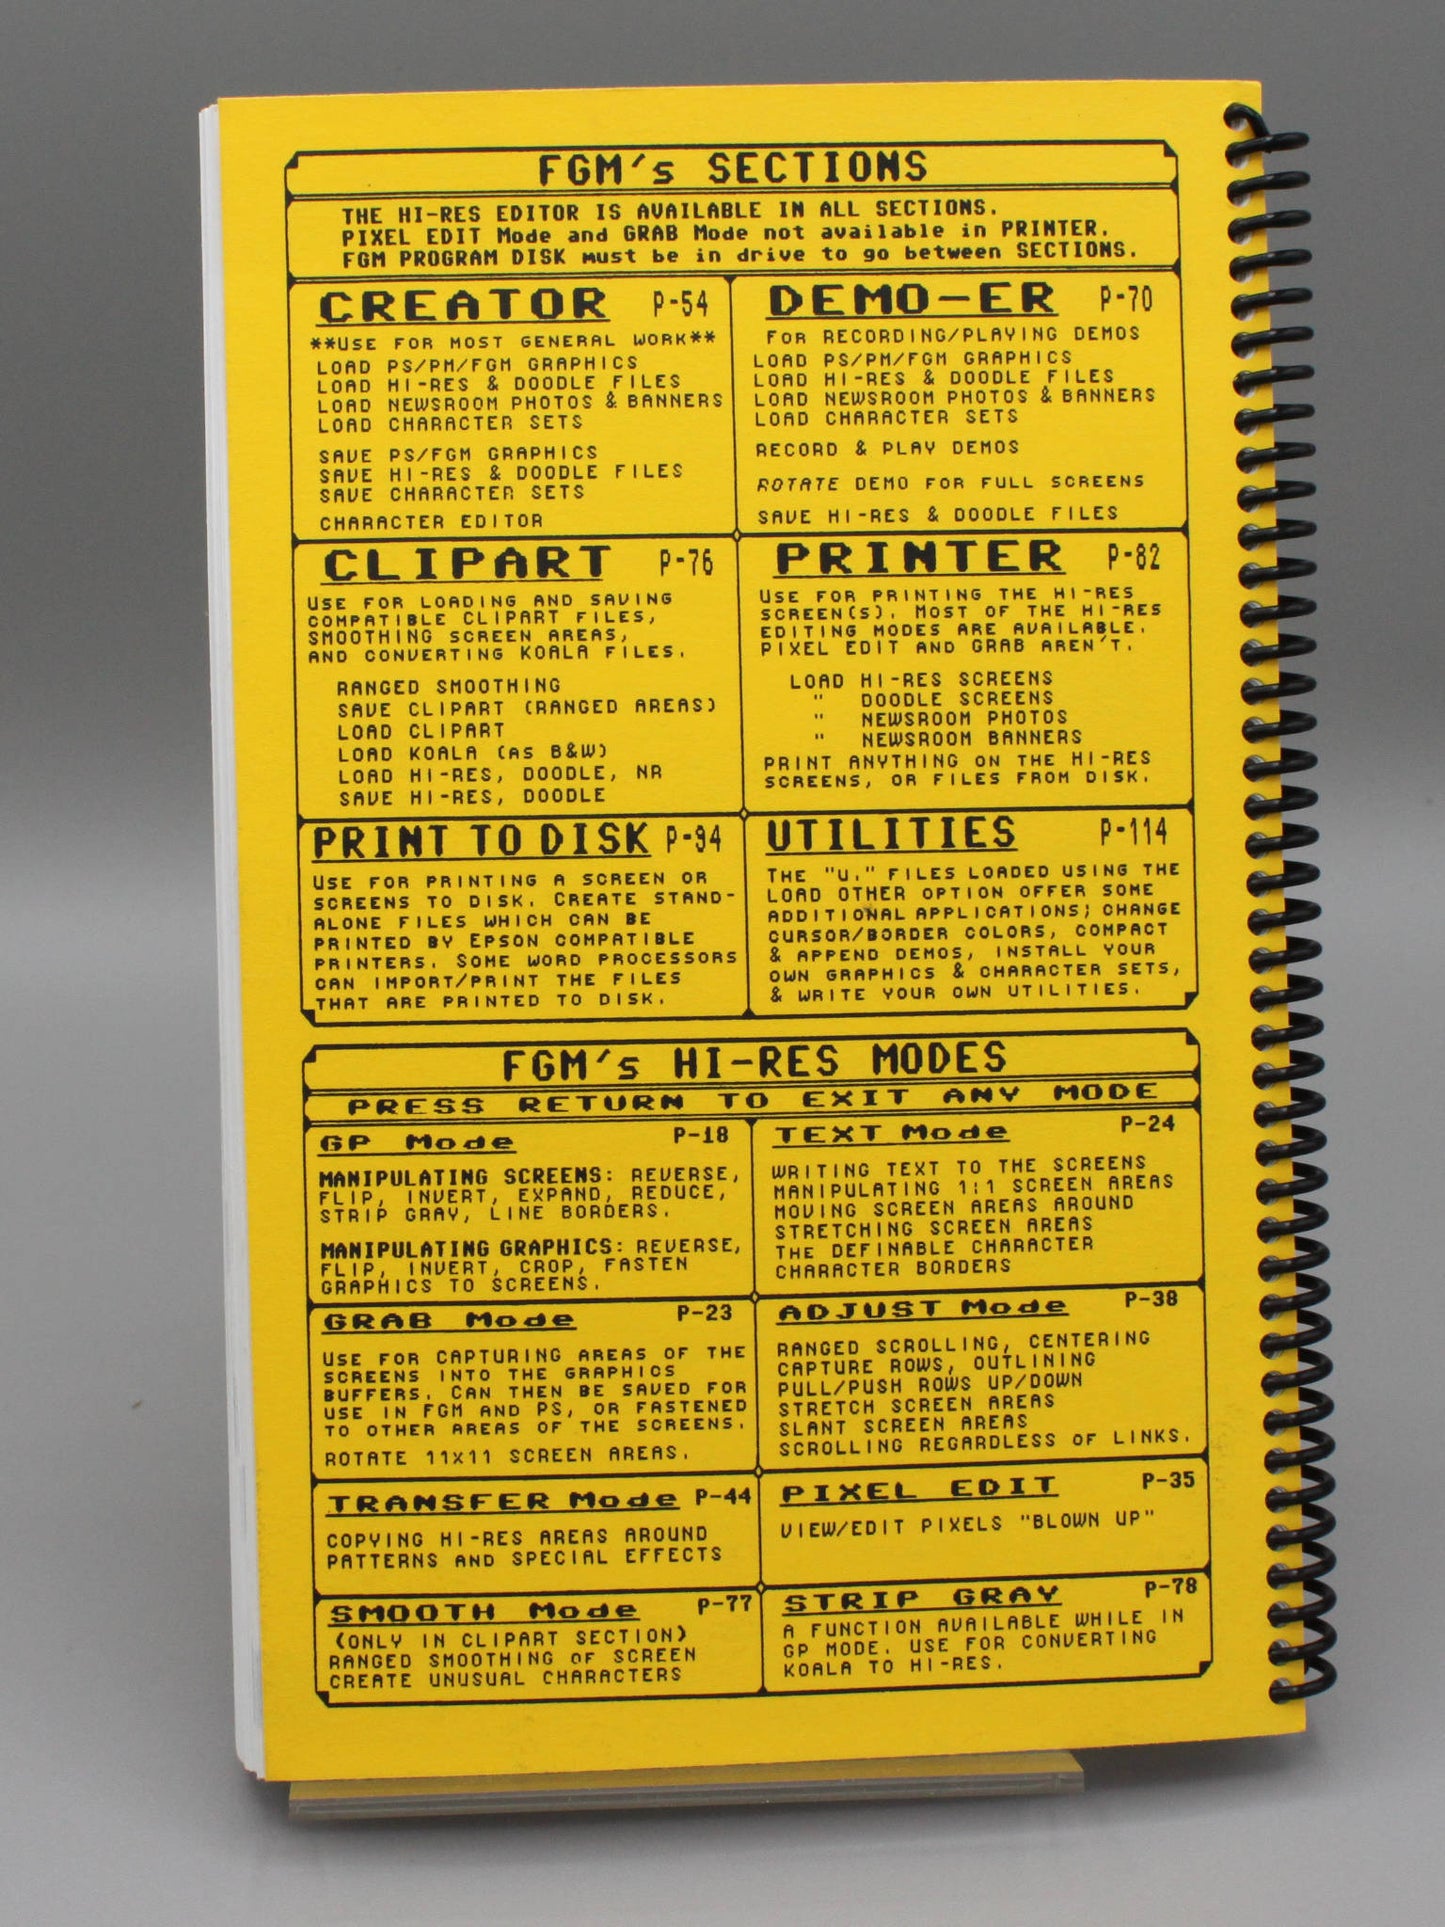 FGM's SECTIONS
THE HI-RES EDITOR IS AVAILABLE IN ALL SECTIONS.
PIXEL EDIT Mode and GRAB Mode not available in PRINTER.
FGM PROGRAM DISK must be in drive to go between SECTIONS.
CREATOR P-54
**USE FOR MOST GENERAL WORK**
LOAD PS/PM/FGM GRAPHICS
LOAD HI-RES & DOODLE FILES
LOAD NEWSROOM PHOTOS & BANNERS
LOAD CHARACTER SETS
SAVE PS/FGM GRAPHICS
SAVE HI-RES & DOODLE FILES
SAVE CHARACTER SETS
CHARACTER EDITOR
DEMO-ER P-70
FOR RECORDING/PLAYING DEMOS
LOAD PS/PM/FGM GRAPHICS
LOAD HI-RES & DOODLE FILES
LOAD NEWSROOM PHOTOS & BANNERS
LOAD CHARACTER SETS
RECORD & PLAY DEMOS
ROTATE DEMO FOR FULL SCREENS
SAVE HI-RES & DOODLE FILES
CLIPART P-76
USE FOR LOADING AND SAVING
COMPATIBLE CLIPART FILES,
SMOOTHING SCREEN AREAS,
AND CONVERTING KOALA FILES.
RANGED SMOOTHING
SAVE CLIPART (RANGED AREAS)
LOAD CLIPART
LOAD KOALA (AS B&W)
LOAD HI-RES, DOODLE, NR
SAVE HI-RES, DOODLE
PRINTER P-82
USE FOR PRINTING THE HI-RES
SCREEN(S). MOST OF THE HI-RES
EDITING MODES ARE AVAILABLE.
PIXEL EDIT AND GRAB AREN'T.
LOAD HI-RES SCREENS
" DOODLE SCREENS
" NEWSROOM PHOTOS
" NEWSROOM BANNERS
PRINT ANYTHING ON THE HI-RES
SCREENS, OR FILES FROM DISK.
PRINT TO DISK P-94
USE FOR PRINTING A SCREEN OR
SCREENS TO DISK. CREATE STAND-
ALONE FILES WHICH CAN BE
PRINTED BY EPSON COMPATIBLE
PRINTERS. SOME WORD PROCESSORS
CAN IMPORT/PRINT THE FILES
THAT ARE PRINTED TO DISK.
UTILITIES P-114
THE "U." FILES LOADED USING THE
LOAD OTHER OPTION OFFER SOME
ADDITIONAL APPLICATIONS; CHANGE
CURSOR/BORDER COLORS, COMPACT
& APPEND DEMOS, INSTALL YOUR
OWN GRAPHICS & CHARACTER SETS,
& WRITE YOUR OWN UTILITIES.
FGM's HI-RES MODES
PRESS RETURN TO EXIT ANY MODE
GP Mode P-18
MANIPULATING SCREENS: REVERSE,
FLIP, INVERT, EXPAND, REDUCE,
STRIP GRAY, LINE BORDERS.
MANIPULATING GRAPHICS: REVERSE,
FLIP, INVERT, CROP, FASTEN
GRAPHICS TO SCREENS.
TEXT Mode P-24
WRITING TEXT TO THE SCREENS
MANIPULATING 1:1 SCREEN AREAS
MOVING SCREEN AREAS AROUND
STRETCHING SCREEN AREAS
THE DEFINABLE CHARACTER
CHARACTER BORDERS
GRAB Mode P-23
USE FOR CAPTURING AREAS OF THE
SCREENS INTO THE GRAPHICS
BUFFERS. CAN THEN BE SAVED FOR
USE IN FGM AND PS, OR FASTENED
TO OTHER AREAS OF THE SCREENS.
ROTATE 11x11 SCREEN AREAS.
ADJUST Mode P-38
RANGED SCROLLING, CENTERING
CAPTURE ROWS, OUTLINING
PULL/PUSH ROWS UP/DOWN
STRETCH SCREEN AREAS
SLANT SCREEN AREAS
SCROLLING REGARDLESS OF LINKS.
TRANSFER Mode P-44
COPYING HI-RES AREAS AROUND
PATTERNS AND SPECIAL EFFECTS
PIXEL EDIT P-35
VIEW/EDIT PIXELS "BLOWN UP"
SMOOTH Mode P-77
(ONLY IN CLIPART SECTION)
RANGED SMOOTHING OF SCREEN
CREATE UNUSUAL CHARACTERS
STRIP GRAY P-78
A FUNCTION AVAILABLE WHILE IN
GP MODE. USE FOR CONVERTING
KOALA TO HI-RES.